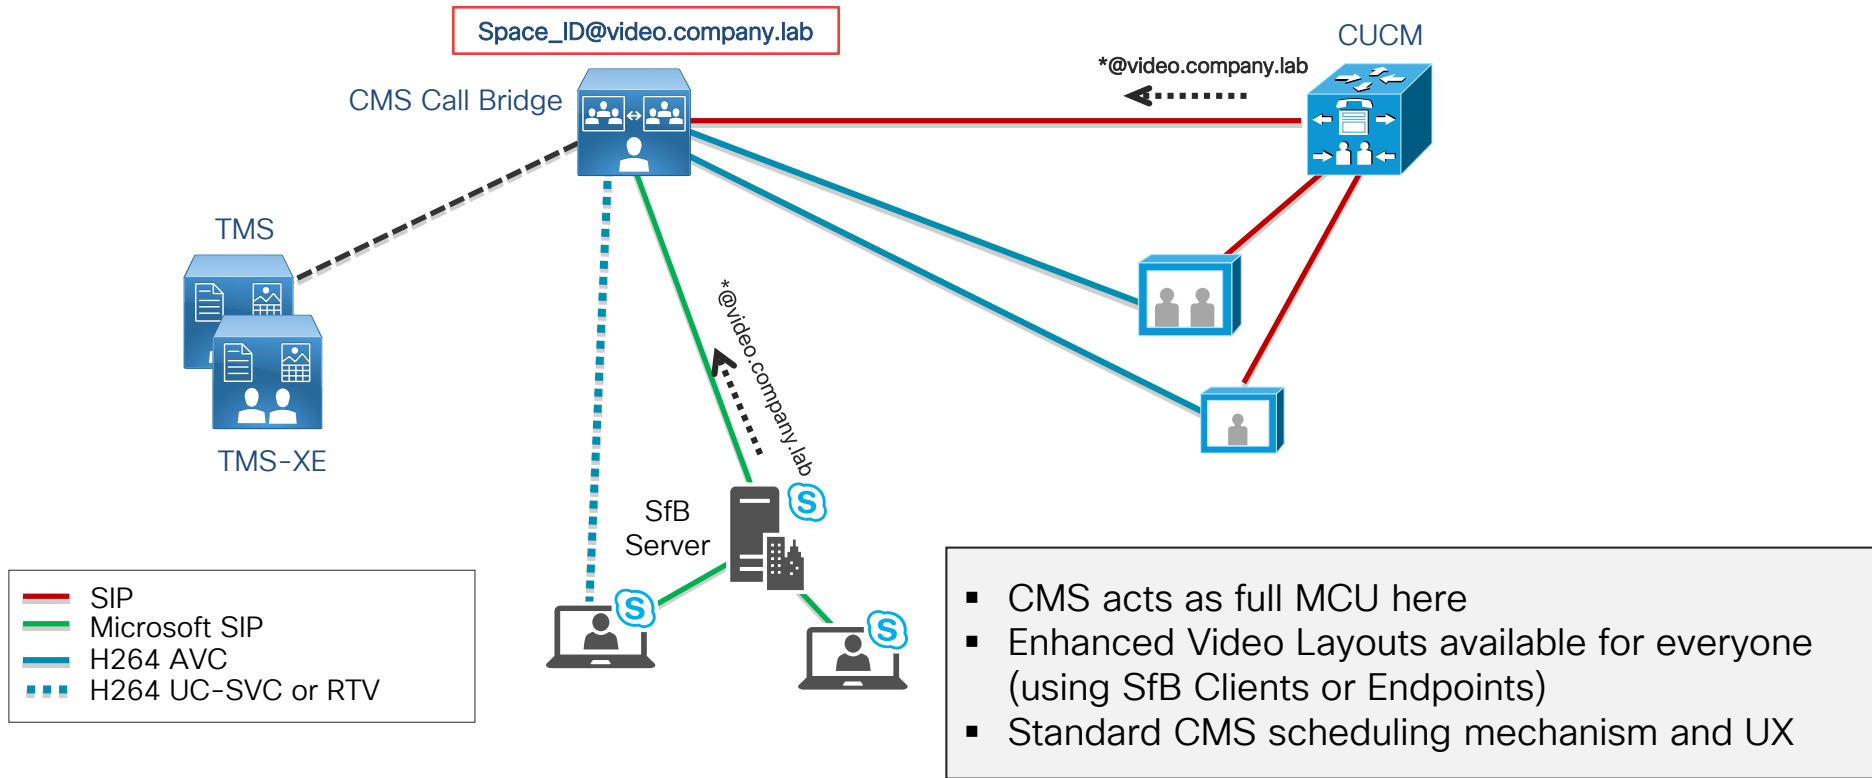 Space_ID@video.company.lab
CUCM
*@video.company.lab
CMS Call Bridge
TMS
*@video.company.lab
TMS-XE
SfB
Server
S
S
S
SIP
Microsoft SIP
H264 AVC
H264 UC-SVC or RTV
▪ CMS acts as full MCU here
▪ Enhanced Video Layouts available for everyone
(using SfB Clients or Endpoints)
▪ Standard CMS scheduling mechanism and UX